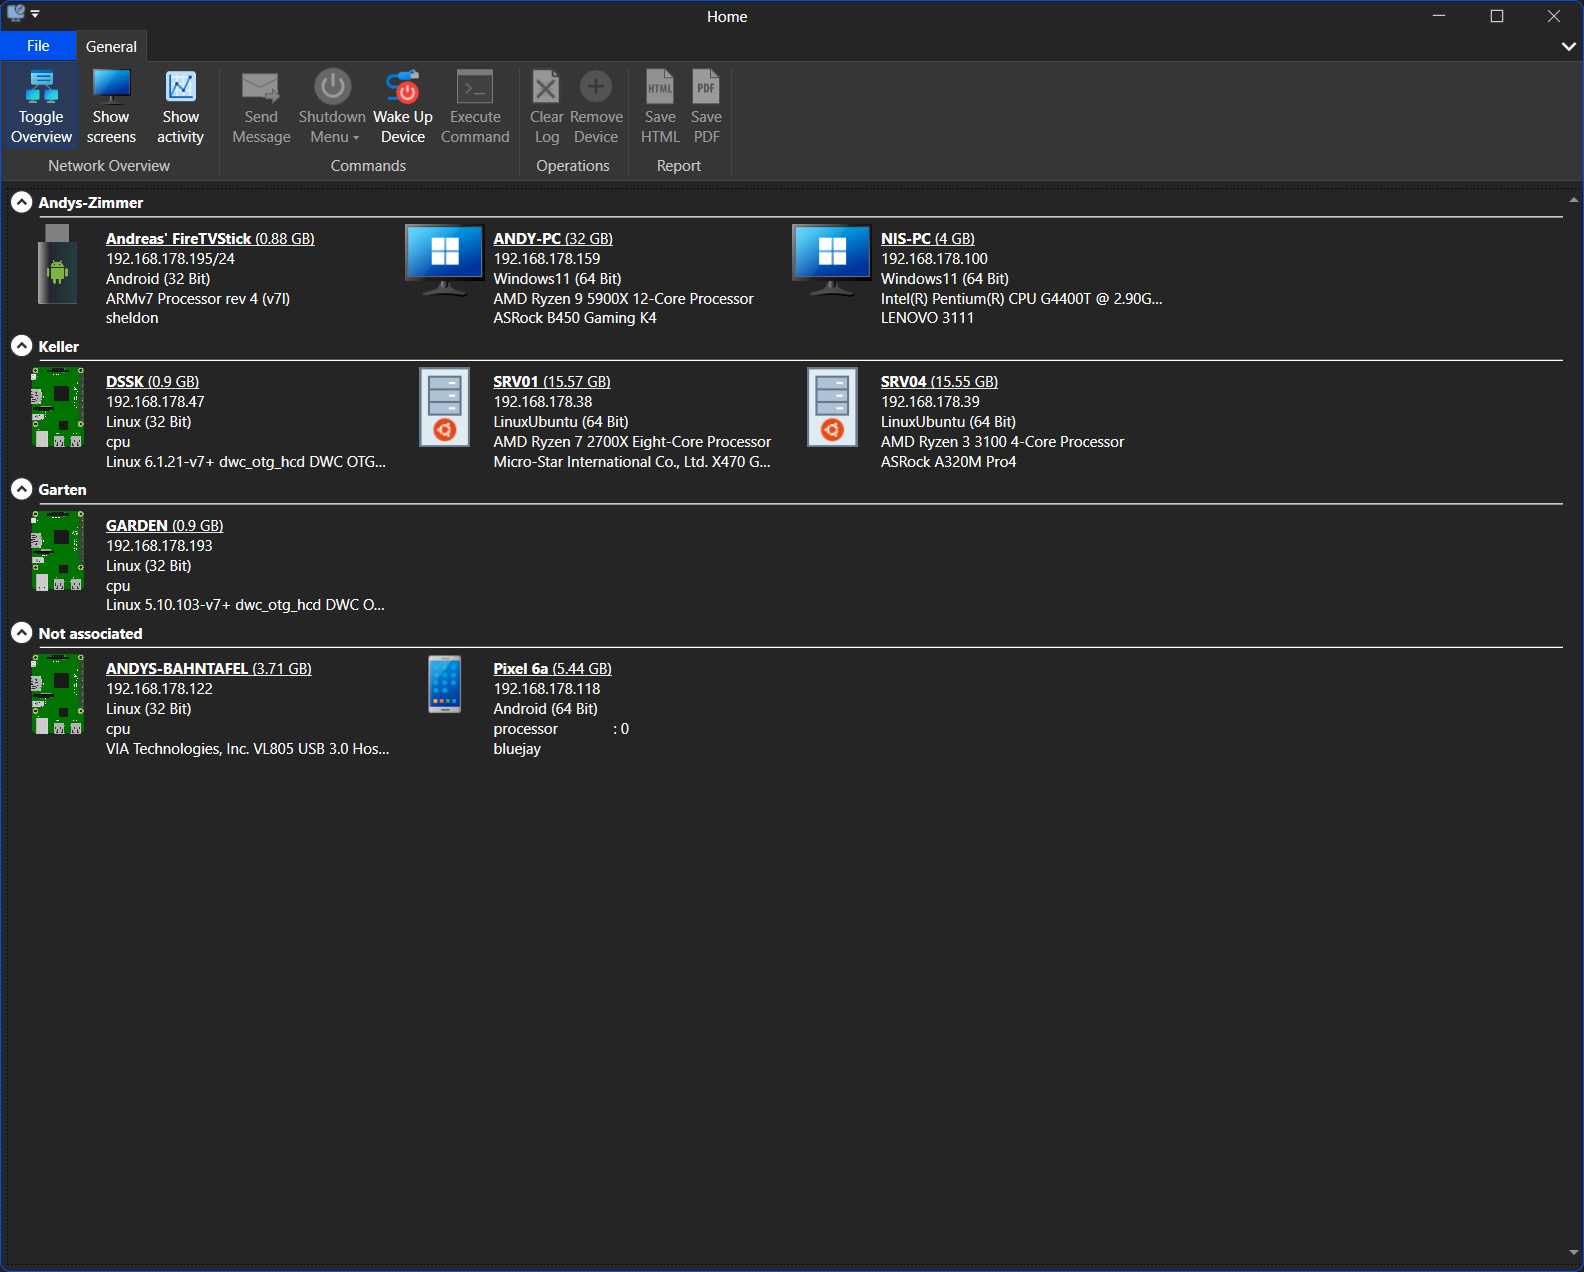 Home
File
General
Toggle Overview
Show screens
Show activity
Network Overview
Send Message
Shutdown Menu
Wake Up Device
Execute Command
Commands
Clear Log
Remove Device
Operations
HTML
Save HTML
PDF
Save PDF
Report
Andys-Zimmer
Andreas' FireTVStick (0.88 GB)
192.168.178.195/24
Android (32 Bit)
ARMv7 Processor rev 4 (v7l)
sheldon
ANDY-PC (32 GB)
192.168.178.159
Windows11 (64 Bit)
AMD Ryzen 9 5900X 12-Core Processor
ASRock B450 Gaming K4
NIS-PC (4 GB)
192.168.178.100
Windows11 (64 Bit)
Intel(R) Pentium(R) CPU G4400T @ 2.90G...
LENOVO 3111
Keller
DSSK (0.9 GB)
192.168.178.47
Linux (32 Bit)
cpu
Linux 6.1.21-v7+ dwc_otg_hcd DWC OTG...
SRV01 (15.57 GB)
192.168.178.38
LinuxUbuntu (64 Bit)
AMD Ryzen 7 2700X Eight-Core Processor
Micro-Star International Co., Ltd. X470 G...
SRV04 (15.55 GB)
192.168.178.39
LinuxUbuntu (64 Bit)
AMD Ryzen 3 3100 4-Core Processor
ASRock A320M Pro4
Garten
GARDEN (0.9 GB)
192.168.178.193
Linux (32 Bit)
cpu
Linux 5.10.103-v7+ dwc_otg_hcd DWC O...
Not associated
ANDYS-BAHNTAFEL (3.71 GB)
192.168.178.122
Linux (32 Bit)
cpu
VIA Technologies, Inc. VL805 USB 3.0 Hos...
Pixel 6a (5.44 GB)
192.168.178.118
Android (64 Bit)
processor : 0
bluejay